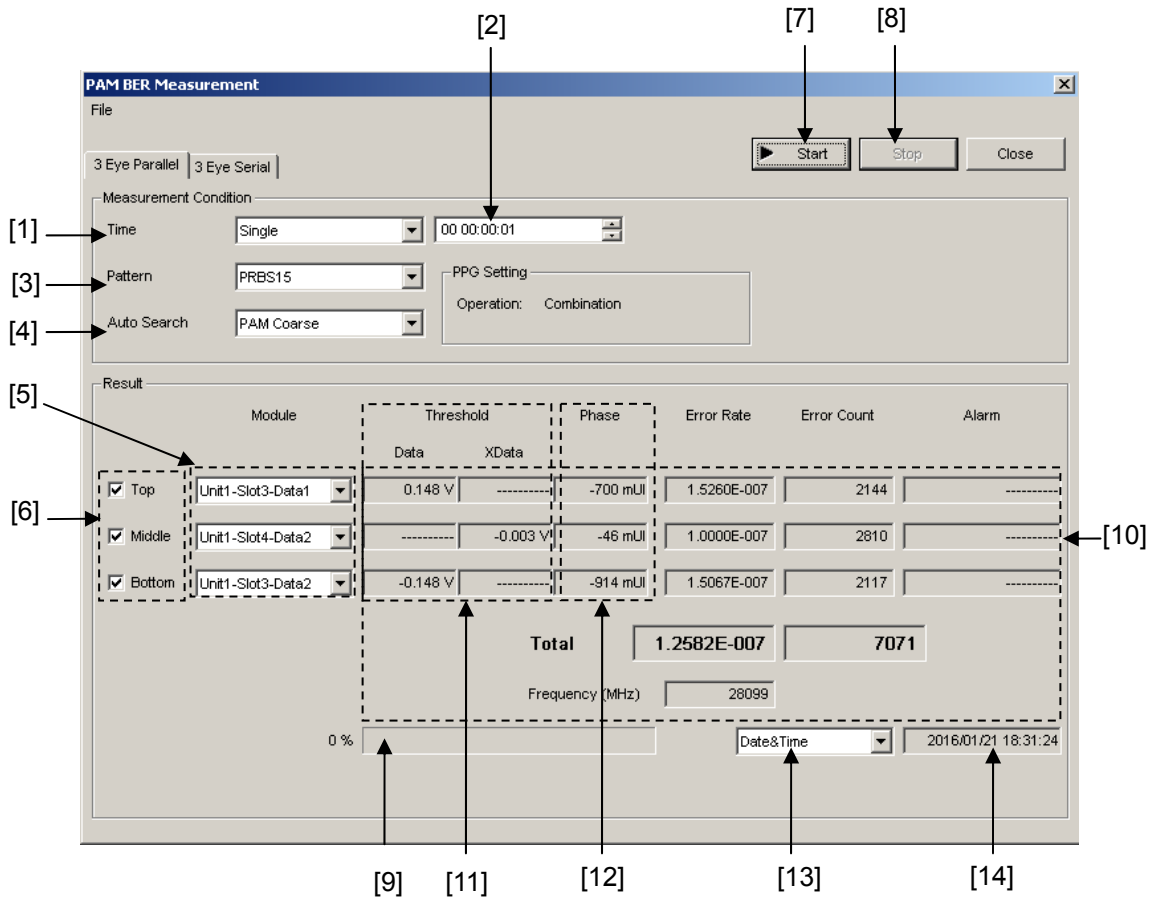 [2] [7] [8]
PAM BER Measurement
File
3 Eye Parallel 3 Eye Serial Start Stop Close
Measurement Condition
[1] Time Single 00 00:00:01
[3] Pattern PRBS15 PPG Setting
Operation: Combination
[4] Auto Search PAM Coarse
Result
[5] Module Threshold Phase Error Rate Error Count Alarm
Data XData
[6] Top Unit1-Slot3-Data1 0.148 V ---------- -700 mUI 1.5260E-007 2144 ----------
Middle Unit1-Slot4-Data2 ---------- -0.003 V -46 mUI 1.0000E-007 2810 ---------- [10]
Bottom Unit1-Slot3-Data2 -0.148 V ---------- -914 mUI 1.5067E-007 2117 ----------
Total 1.2582E-007 7071
Frequency (MHz) 28099
0 % Date&Time 2016/01/21 18:31:24
[9] [11] [12] [13] [14]